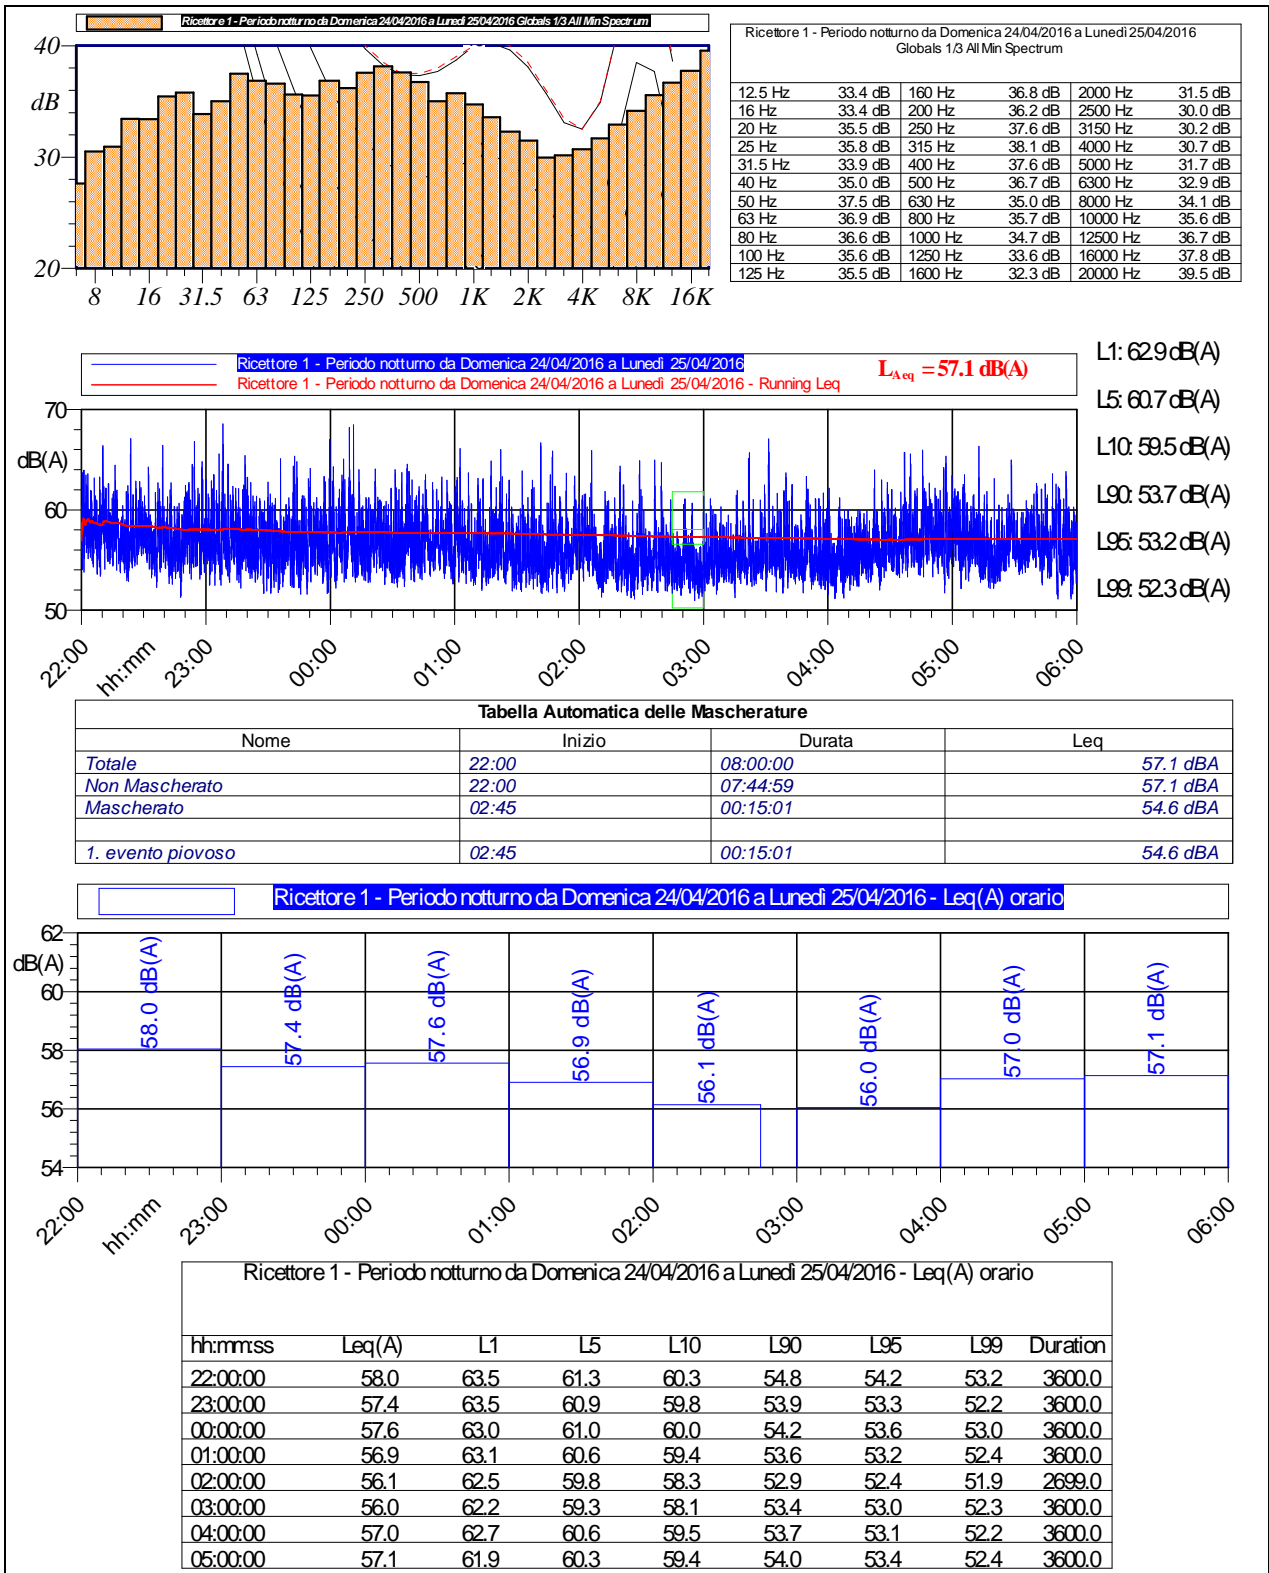 Ricettore 1 - Periodo notturno da Domenica 24/04/2016 a Lunedì 25/04/2016 Globals 1/3 All Min Spectrum
40
dB
30
20
8 16 31.5 63 125 250 500 1K 2K 4K 8K 16K
Ricettore 1 - Periodo notturno da Domenica 24/04/2016 a Lunedì 25/04/2016
Globals 1/3 All Min Spectrum
12.5 Hz 33.4 dB 160 Hz 36.8 dB 2000 Hz 31.5 dB
16 Hz 33.4 dB 200 Hz 36.2 dB 2500 Hz 30.0 dB
20 Hz 35.5 dB 250 Hz 37.6 dB 3150 Hz 30.2 dB
25 Hz 35.8 dB 315 Hz 38.1 dB 4000 Hz 30.7 dB
31.5 Hz 33.9 dB 400 Hz 37.6 dB 5000 Hz 31.7 dB
40 Hz 35.0 dB 500 Hz 36.7 dB 6300 Hz 32.9 dB
50 Hz 37.5 dB 630 Hz 35.0 dB 8000 Hz 34.1 dB
63 Hz 36.9 dB 800 Hz 35.7 dB 10000 Hz 35.6 dB
80 Hz 36.6 dB 1000 Hz 34.7 dB 12500 Hz 36.7 dB
100 Hz 35.6 dB 1250 Hz 33.6 dB 16000 Hz 37.8 dB
125 Hz 35.5 dB 1600 Hz 32.3 dB 20000 Hz 39.5 dB
Ricettore 1 - Periodo notturno da Domenica 24/04/2016 a Lunedì 25/04/2016
Ricettore 1 - Periodo notturno da Domenica 24/04/2016 a Lunedì 25/04/2016 - Running Leq
LAeq = 57.1 dB(A)
L1: 62.9 dB(A)
L5: 60.7 dB(A)
L10: 59.5 dB(A)
L90: 53.7 dB(A)
L95: 53.2 dB(A)
L99: 52.3 dB(A)
70
dB(A)
60
50
22:00 hh:mm 23:00 00:00 01:00 02:00 03:00 04:00 05:00 06:00
Tabella Automatica delle Mascherature
Nome Inizio Durata Leq
Totale 22:00 08:00:00 57.1 dBA
Non Mascherato 22:00 07:44:59 57.1 dBA
Mascherato 02:45 00:15:01 54.6 dBA
1. evento piovoso 02:45 00:15:01 54.6 dBA
Ricettore 1 - Periodo notturno da Domenica 24/04/2016 a Lunedì 25/04/2016 - Leq(A) orario
62
dB(A)
60
58
56
54
58.0 dB(A) 57.4 dB(A) 57.6 dB(A) 56.9 dB(A) 56.1 dB(A) 56.0 dB(A) 57.0 dB(A) 57.1 dB(A)
22:00 hh:mm 23:00 00:00 01:00 02:00 03:00 04:00 05:00 06:00
Ricettore 1 - Periodo notturno da Domenica 24/04/2016 a Lunedì 25/04/2016 - Leq(A) orario
hh:mm:ss Leq(A) L1 L5 L10 L90 L95 L99 Duration
22:00:00 58.0 63.5 61.3 60.3 54.8 54.2 53.2 3600.0
23:00:00 57.4 63.5 60.9 59.8 53.9 53.3 52.2 3600.0
00:00:00 57.6 63.0 61.0 60.0 54.2 53.6 53.0 3600.0
01:00:00 56.9 63.1 60.6 59.4 53.6 53.2 52.4 3600.0
02:00:00 56.1 62.5 59.8 58.3 52.9 52.4 51.9 2699.0
03:00:00 56.0 62.2 59.3 58.1 53.4 53.0 52.3 3600.0
04:00:00 57.0 62.7 60.6 59.5 53.7 53.1 52.2 3600.0
05:00:00 57.1 61.9 60.3 59.4 54.0 53.4 52.4 3600.0